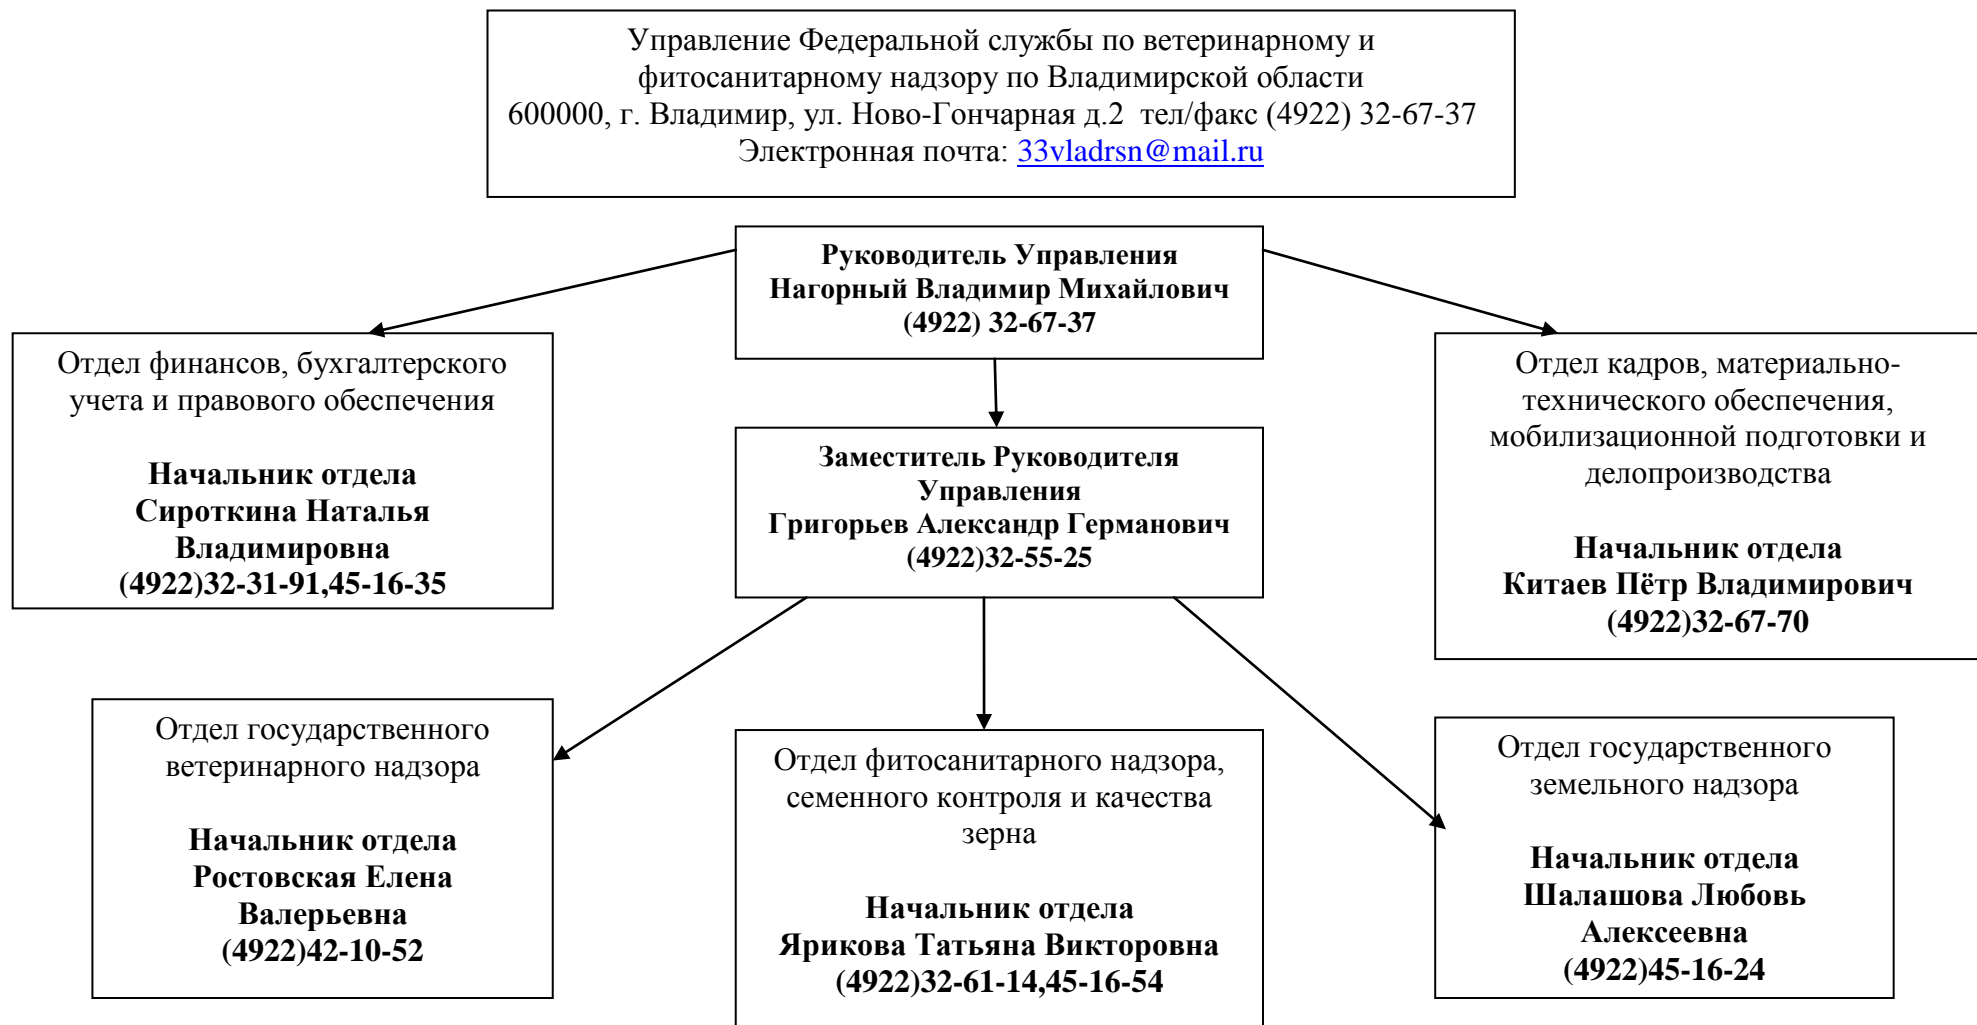 Управление Федеральной службы по ветеринарному и
фитосанитарному надзору по Владимирской области
600000, г. Владимир, ул. Ново-Гончарная д.2 тел/факс (4922) 32-67-37
Электронная почта: 33vladrsn@mail.ru
Руководитель Управления
Нагорный Владимир Михайлович
(4922) 32-67-37
Отдел финансов, бухгалтерского
учета и правового обеспечения
Начальник отдела
Сироткина Наталья
Владимировна
(4922)32-31-91,45-16-35
Заместитель Руководителя
Управления
Григорьев Александр Германович
(4922)32-55-25
Отдел кадров, материально-
технического обеспечения,
мобилизационной подготовки и
делопроизводства
Начальник отдела
Китаев Пётр Владимирович
(4922)32-67-70
Отдел государственного
ветеринарного надзора
Начальник отдела
Ростовская Елена
Валерьевна
(4922)42-10-52
Отдел фитосанитарного надзора,
семенного контроля и качества
зерна
Начальник отдела
Ярикова Татьяна Викторовна
(4922)32-61-14,45-16-54
Отдел государственного
земельного надзора
Начальник отдела
Шалашова Любовь
Алексеевна
(4922)45-16-24